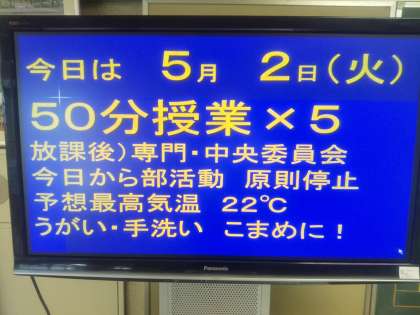 今日は 5月 2日(火)
50分授業×5
放課後)専門・中央委員会
今日から部活動 原則停止
予想最高気温 22℃
うがい・手洗い こまめに!
Panasonic